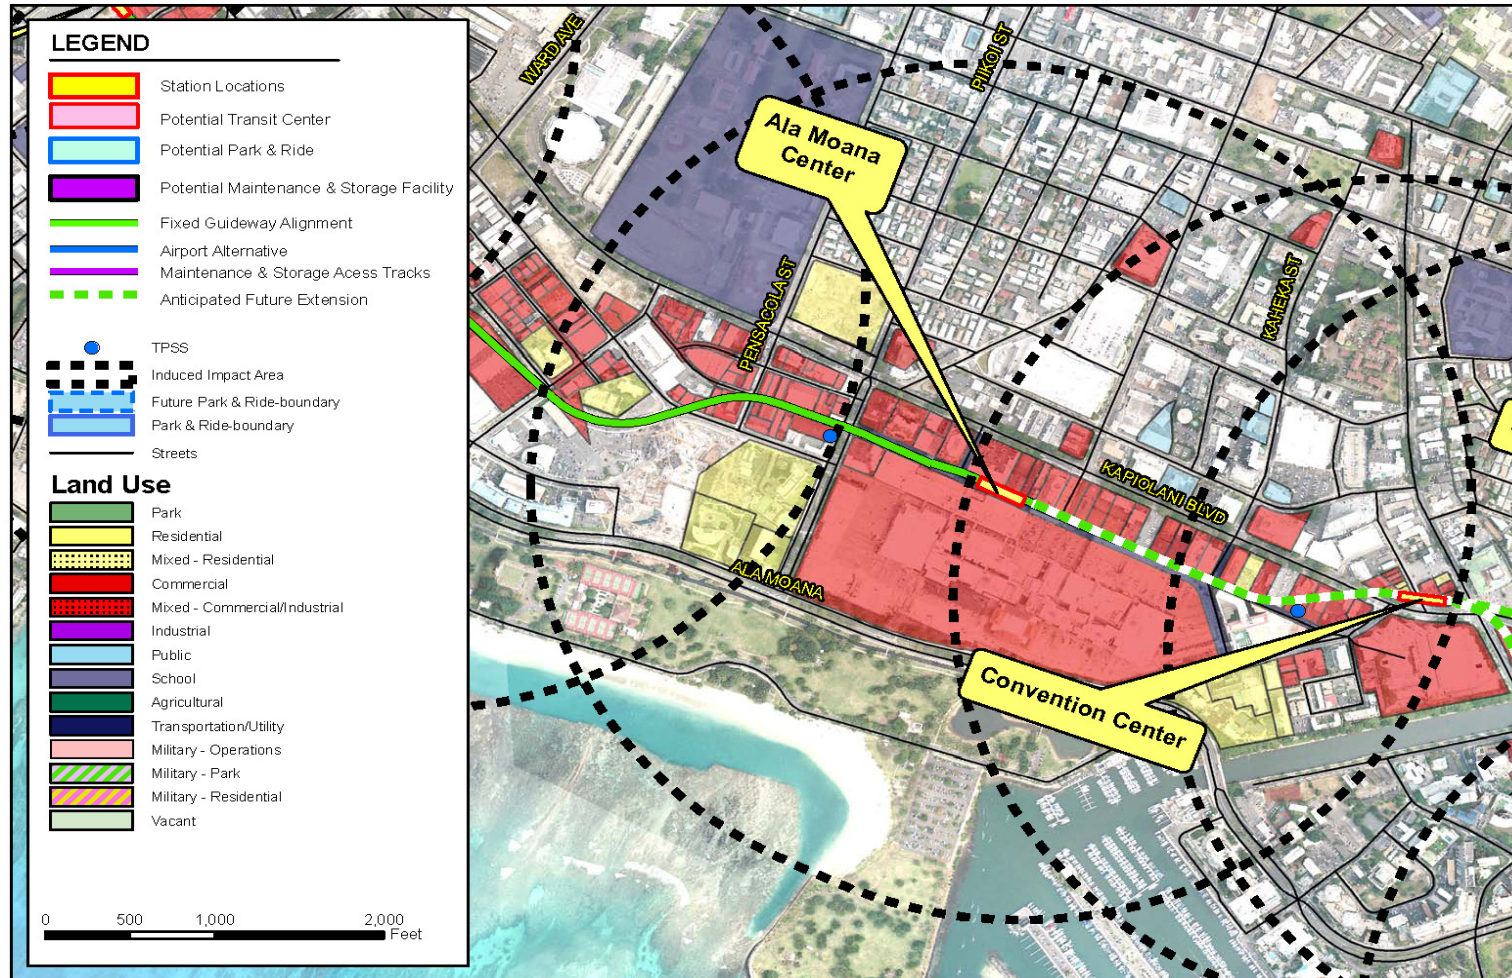 LEGEND
Station Locations
Potential Transit Center
Potential Park & Ride
Potential Maintenance & Storage Facility
Fixed Guideway Alignment
Airport Alternative
Maintenance & Storage Acess Tracks
Anticipated Future Extension
TPSS
Induced Impact Area
Future Park & Ride-boundary
Park & Ride-boundary
Streets
Land Use
Park
Residential
Mixed - Residential
Commercial
Mixed - Commercial/Industrial
Industrial
Public
School
Agricultural
Transportation/Utility
Military - Operations
Military - Park
Military - Residential
Vacant
0 500 1,000 2,000
Feet
WARD AVE
PIIKOI ST
Ala Moana
Center
PENSACOLA ST
KAHEKA ST
KAPIOLANI BLVD
ALA MOANA
Convention Center